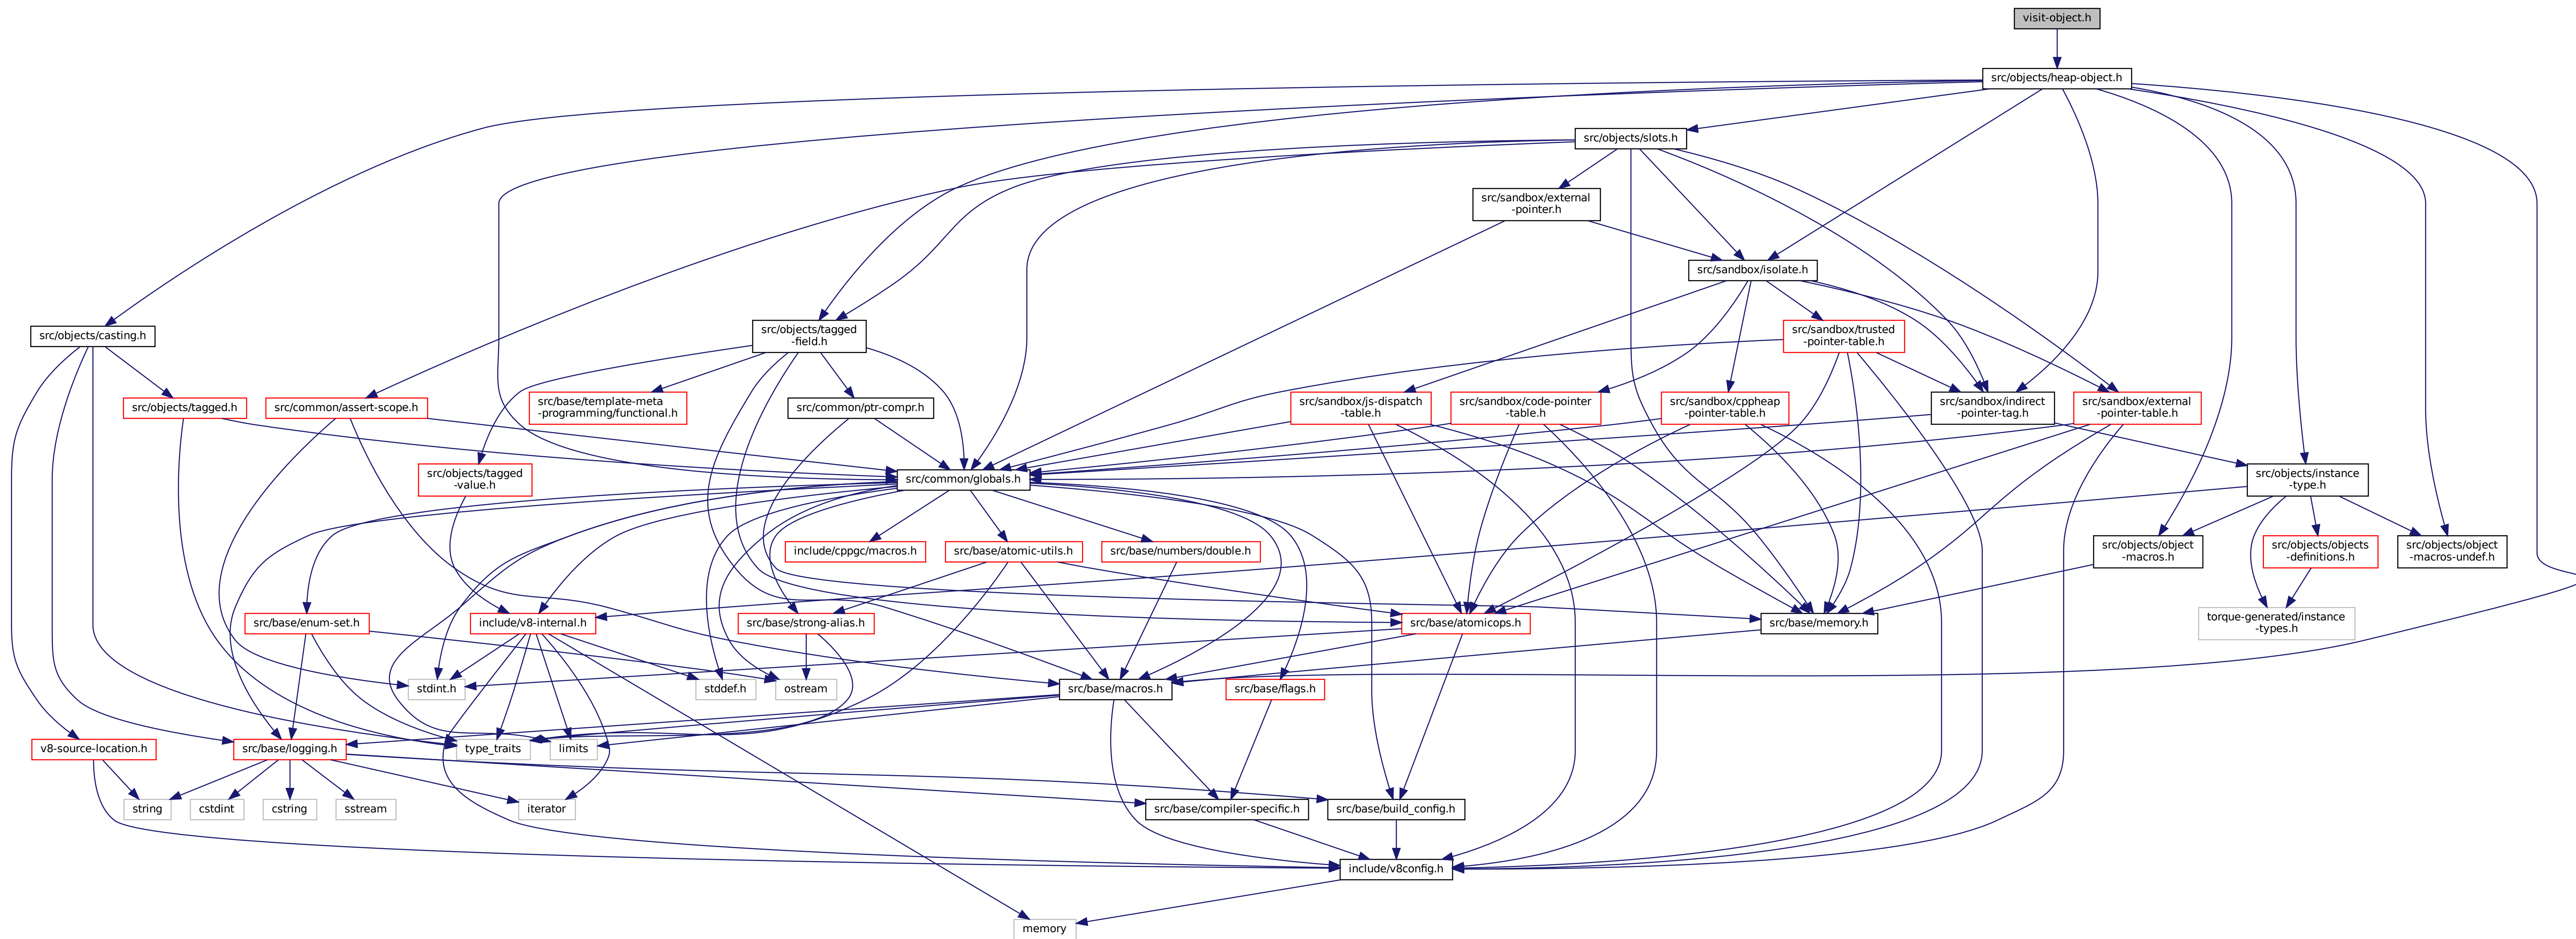 visit-object.h
src/objects/heap-object.h
src/objects/slots.h
src/sandbox/external
-pointer.h
src/sandbox/isolate.h
src/objects/casting.h
src/objects/tagged
-field.h
src/sandbox/trusted
-pointer-table.h
src/objects/tagged.h
src/common/assert-scope.h
src/base/template-meta
-programming/functional.h
src/common/ptr-compr.h
src/sandbox/js-dispatch
-table.h
src/sandbox/code-pointer
-table.h
src/sandbox/cppheap
-pointer-table.h
src/sandbox/indirect
-pointer-tag.h
src/sandbox/external
-pointer-table.h
src/objects/tagged
-value.h
src/common/globals.h
src/objects/instance
-type.h
include/cppgc/macros.h
src/base/atomic-utils.h
src/base/numbers/double.h
src/objects/object
-macros.h
src/objects/objects
-definitions.h
src/objects/object
-macros-undef.h
src/base/enum-set.h
include/v8-internal.h
src/base/strong-alias.h
src/base/atomicops.h
src/base/memory.h
torque-generated/instance
-types.h
stdint.h
stddef.h
ostream
src/base/macros.h
src/base/flags.h
v8-source-location.h
src/base/logging.h
type_traits
limits
string
cstdint
cstring
sstream
iterator
src/base/compiler-specific.h
src/base/build_config.h
include/v8config.h
memory